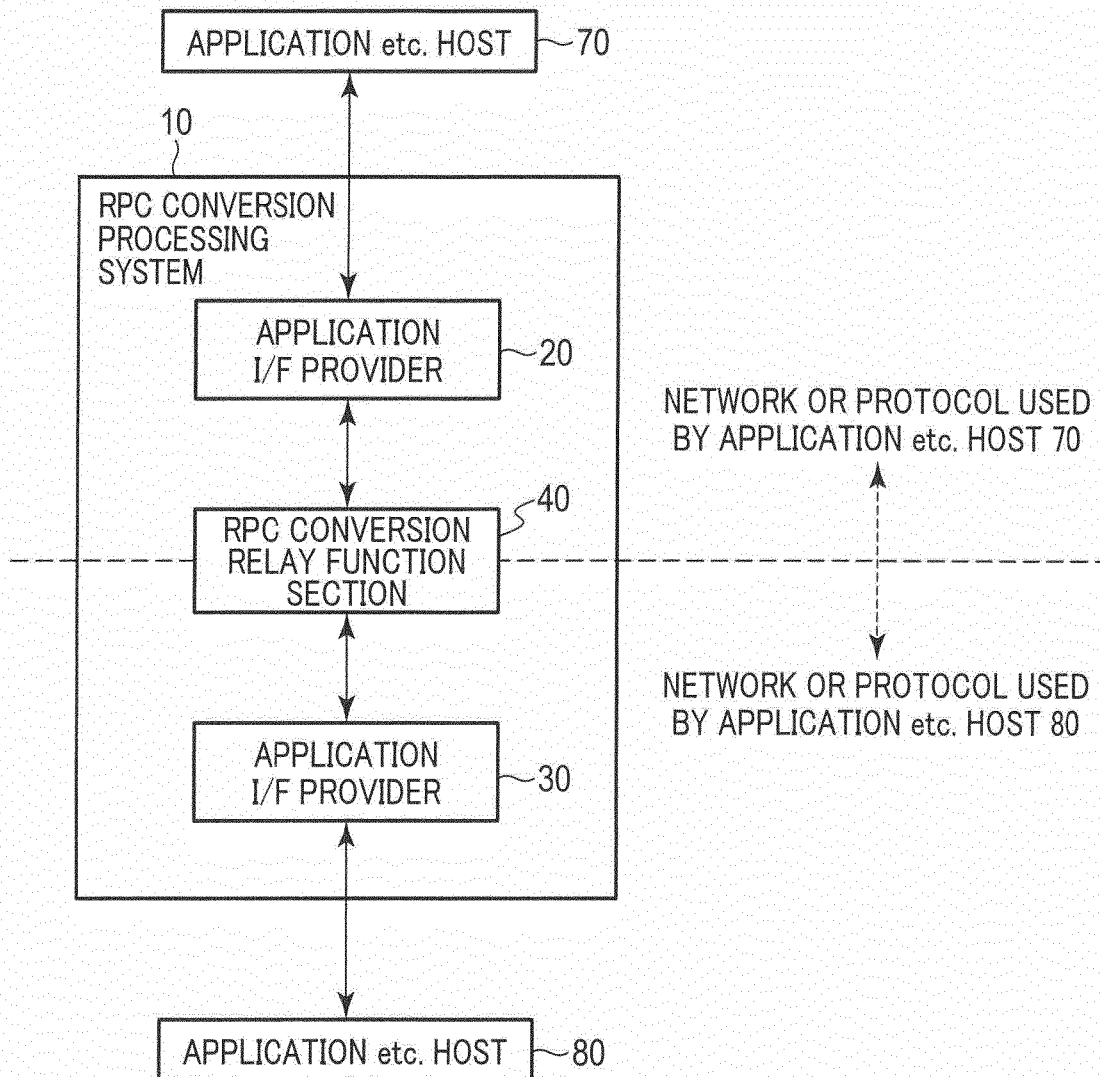 APPLICATION etc. HOST
70
10
RPC CONVERSION
PROCESSING
SYSTEM
APPLICATION
I/F PROVIDER
20
NETWORK OR PROTOCOL USED
BY APPLICATION etc. HOST 70
40
RPC CONVERSION
RELAY FUNCTION
SECTION
NETWORK OR PROTOCOL USED
BY APPLICATION etc. HOST 80
APPLICATION
I/F PROVIDER
30
APPLICATION etc. HOST
80